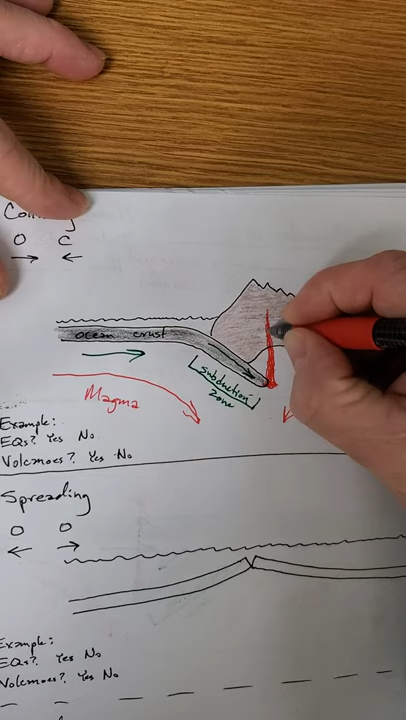 O C
ocean crust
subduction
zone
Magma
Example:
EQs? Yes No
Volcanoes? Yes No
Spreading
O O
Example:
EQs? Yes No
Volcanoes? Yes No